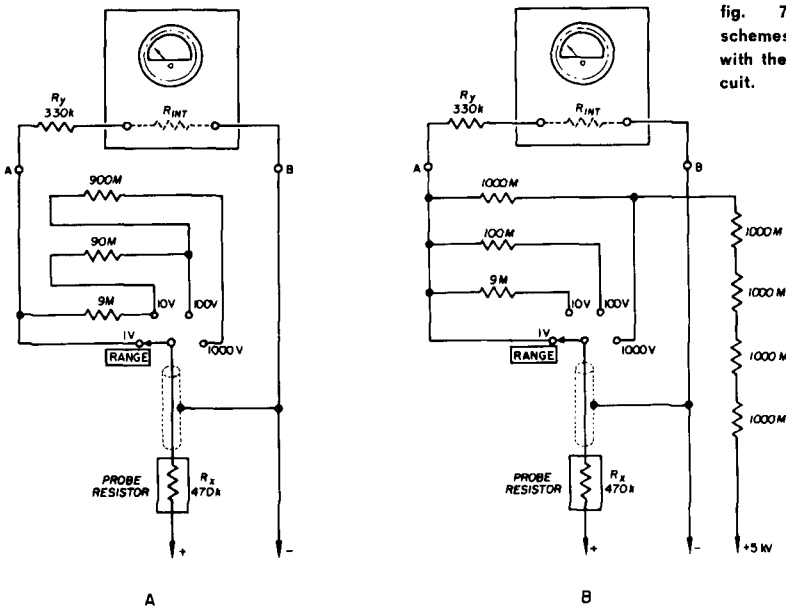 fig. 7
schemes
with the
cuit.
Ry
330k
RINT
A
B
900M
90M
9M
10V
100V
1V
1000V
RANGE
PROBE
RESISTOR
Rx
470k
+
-
A
Ry
330k
RINT
A
B
1000M
100M
9M
10V
100V
1V
1000V
RANGE
1000M
1000M
1000M
1000M
PROBE
RESISTOR
Rx
470k
+
-
+5 kV
B